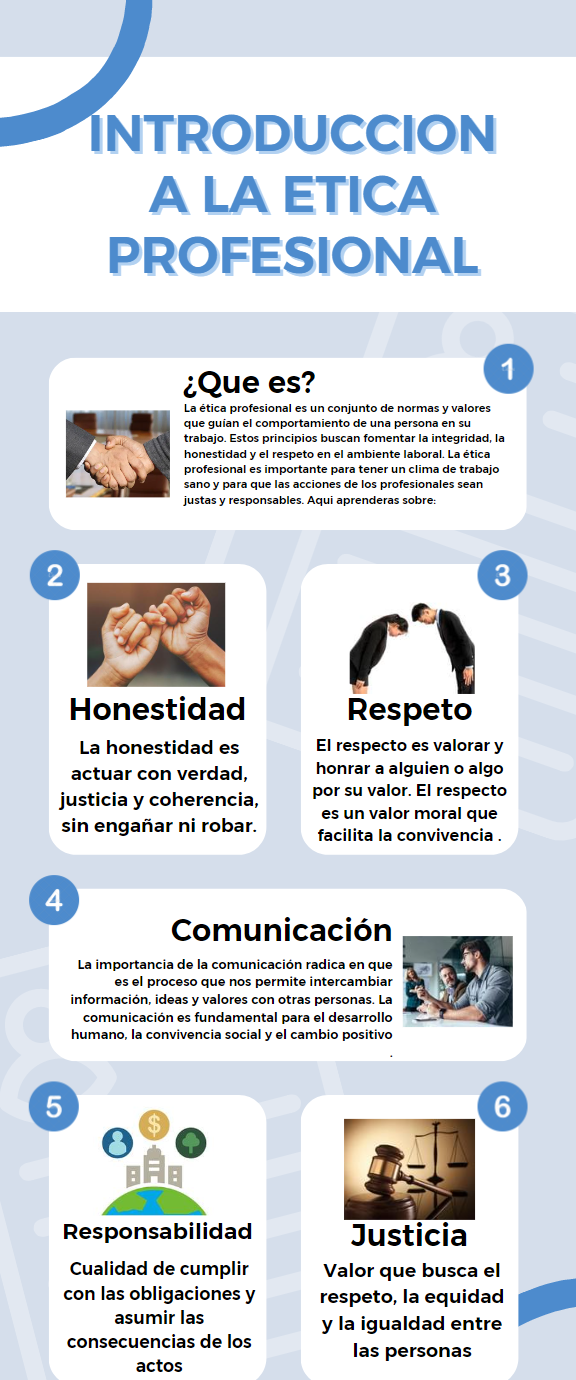 INTRODUCCION
A LA ETICA
PROFESIONAL
1
¿Que es?
La ética profesional es un conjunto de normas y valores
que guían el comportamiento de una persona en su
trabajo. Estos principios buscan fomentar la integridad, la
honestidad y el respeto en el ambiente laboral. La ética
profesional es importante para tener un clima de trabajo
sano y para que las acciones de los profesionales sean
justas y responsables. Aqui aprenderas sobre:
2
Honestidad
La honestidad es
actuar con verdad,
justicia y coherencia,
sin engañar ni robar.
3
Respeto
El respecto es valorar y
honrar a alguien o algo
por su valor. El respecto
es un valor moral que
facilita la convivencia .
4
Comunicación
La importancia de la comunicación radica en que
es el proceso que nos permite intercambiar
información, ideas y valores con otras personas. La
comunicación es fundamental para el desarrollo
humano, la convivencia social y el cambio positivo
.
5
$
Responsabilidad
Cualidad de cumplir
con las obligaciones y
asumir las
consecuencias de los
actos
6
Justicia
Valor que busca el
respeto, la equidad
y la igualdad entre
las personas